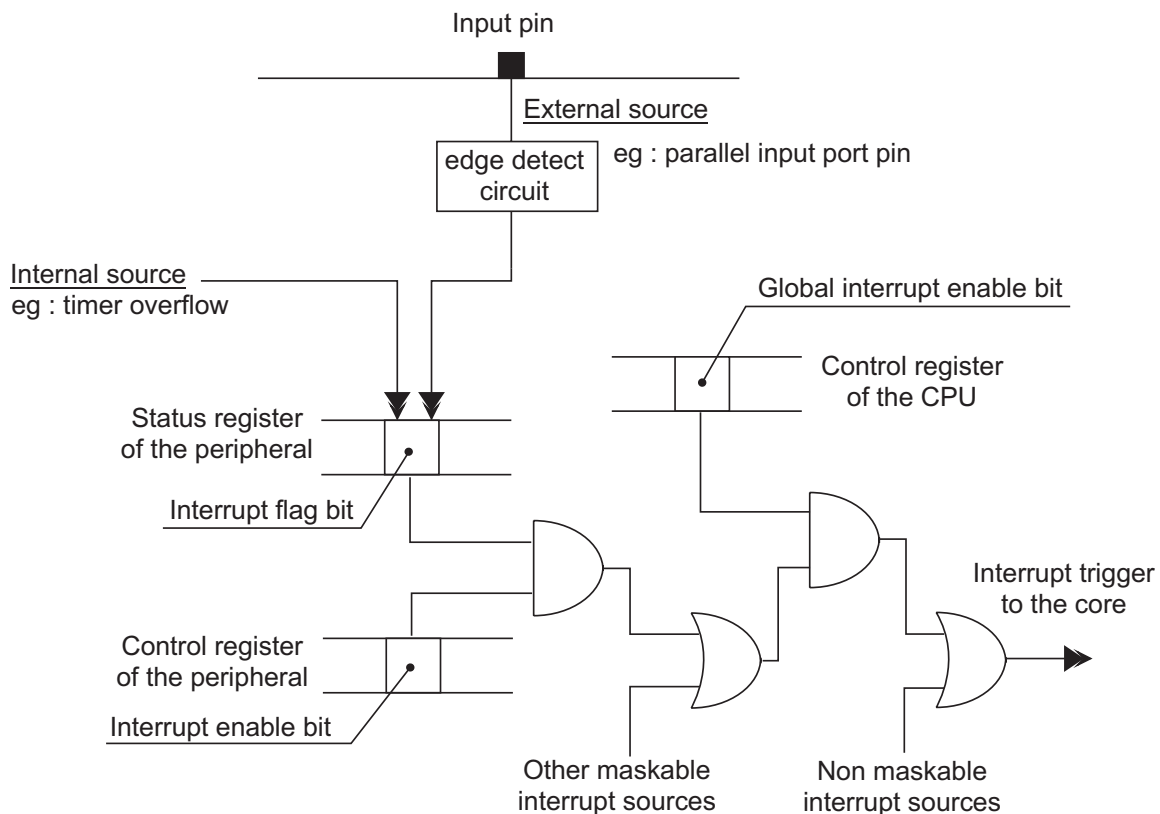 Input pin
External source
edge detect
circuit
eg : parallel input port pin
Internal source
eg : timer overflow
Global interrupt enable bit
Control register
of the CPU
Status register
of the peripheral
Interrupt flag bit
Interrupt trigger
to the core
Control register
of the peripheral
Interrupt enable bit
Other maskable
interrupt sources
Non maskable
interrupt sources